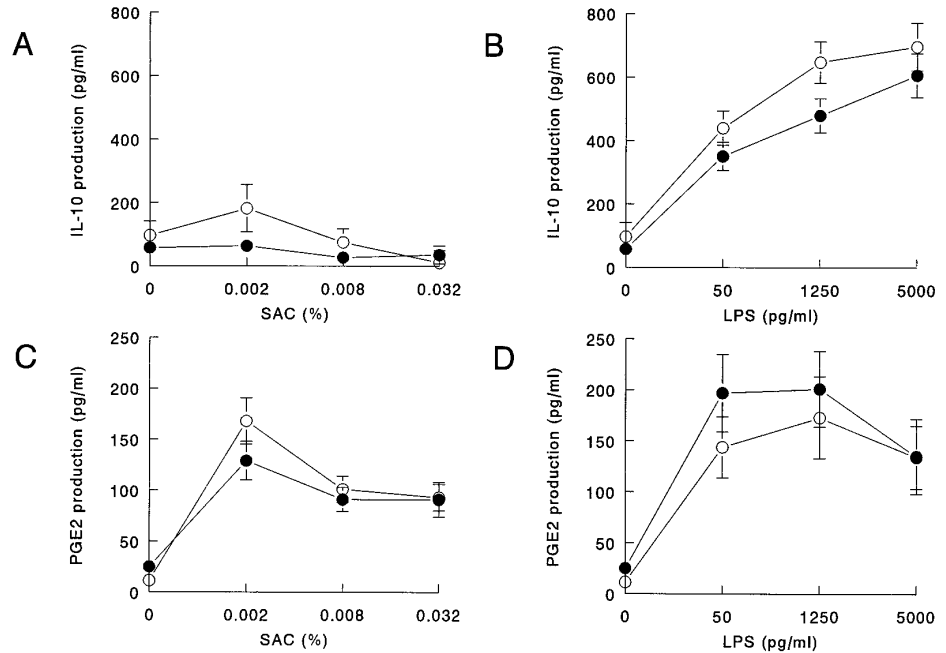 A
IL-10 production (pg/ml)
800
600
400
200
0
0 0.002 0.008 0.032
SAC (%)
B
IL-10 production (pg/ml)
800
600
400
200
0
0 50 1250 5000
LPS (pg/ml)
C
PGE2 production (pg/ml)
250
200
150
100
50
0
0 0.002 0.008 0.032
SAC (%)
D
PGE2 production (pg/ml)
250
200
150
100
50
0
0 50 1250 5000
LPS (pg/ml)